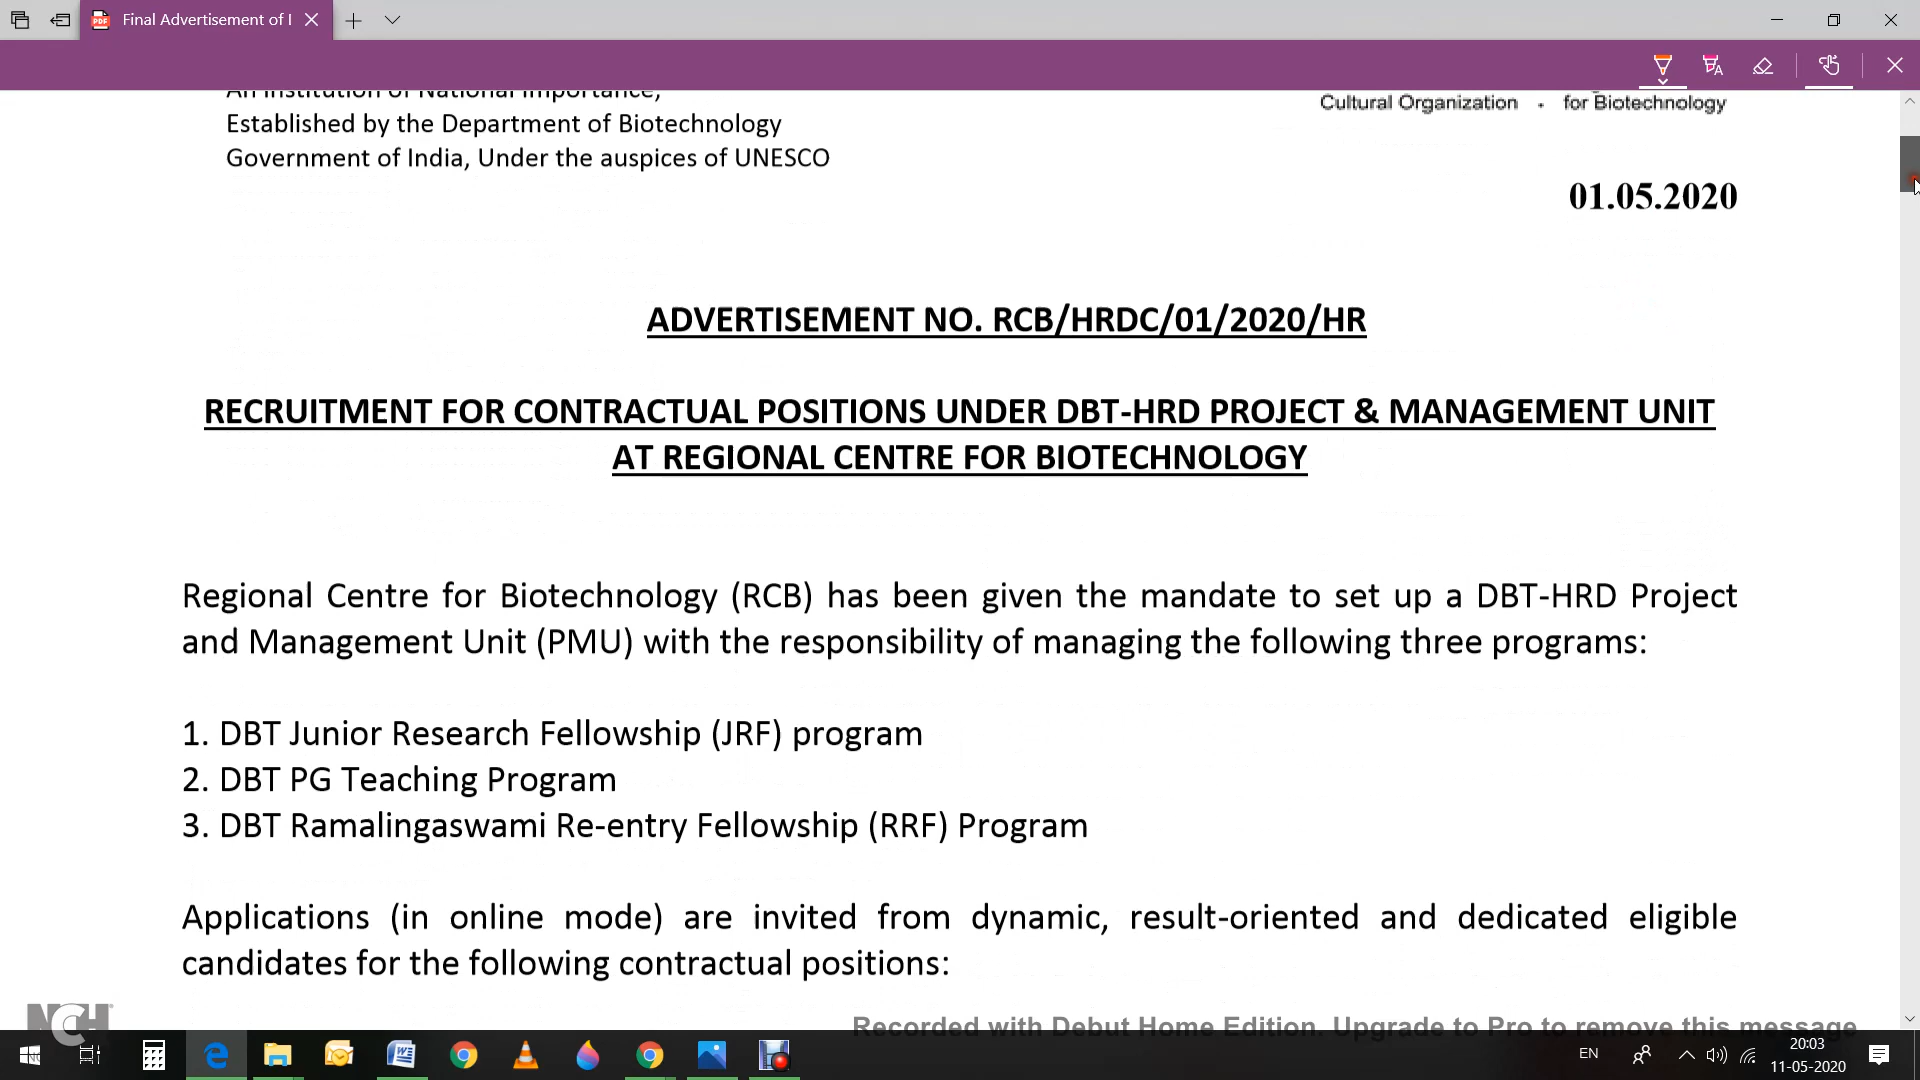 Final Advertisement of I
An Institution of National Importance,
Established by the Department of Biotechnology
Government of India, Under the auspices of UNESCO
Cultural Organization . for Biotechnology
01.05.2020
ADVERTISEMENT NO. RCB/HRDC/01/2020/HR
RECRUITMENT FOR CONTRACTUAL POSITIONS UNDER DBT-HRD PROJECT & MANAGEMENT UNIT
AT REGIONAL CENTRE FOR BIOTECHNOLOGY
Regional Centre for Biotechnology (RCB) has been given the mandate to set up a DBT-HRD Project
and Management Unit (PMU) with the responsibility of managing the following three programs:
1. DBT Junior Research Fellowship (JRF) program
2. DBT PG Teaching Program
3. DBT Ramalingaswami Re-entry Fellowship (RRF) Program
Applications (in online mode) are invited from dynamic, result-oriented and dedicated eligible
candidates for the following contractual positions:
NCH
Recorded with Debut Home Edition. Upgrade to Pro to remove this message
EN
20:03
11-05-2020